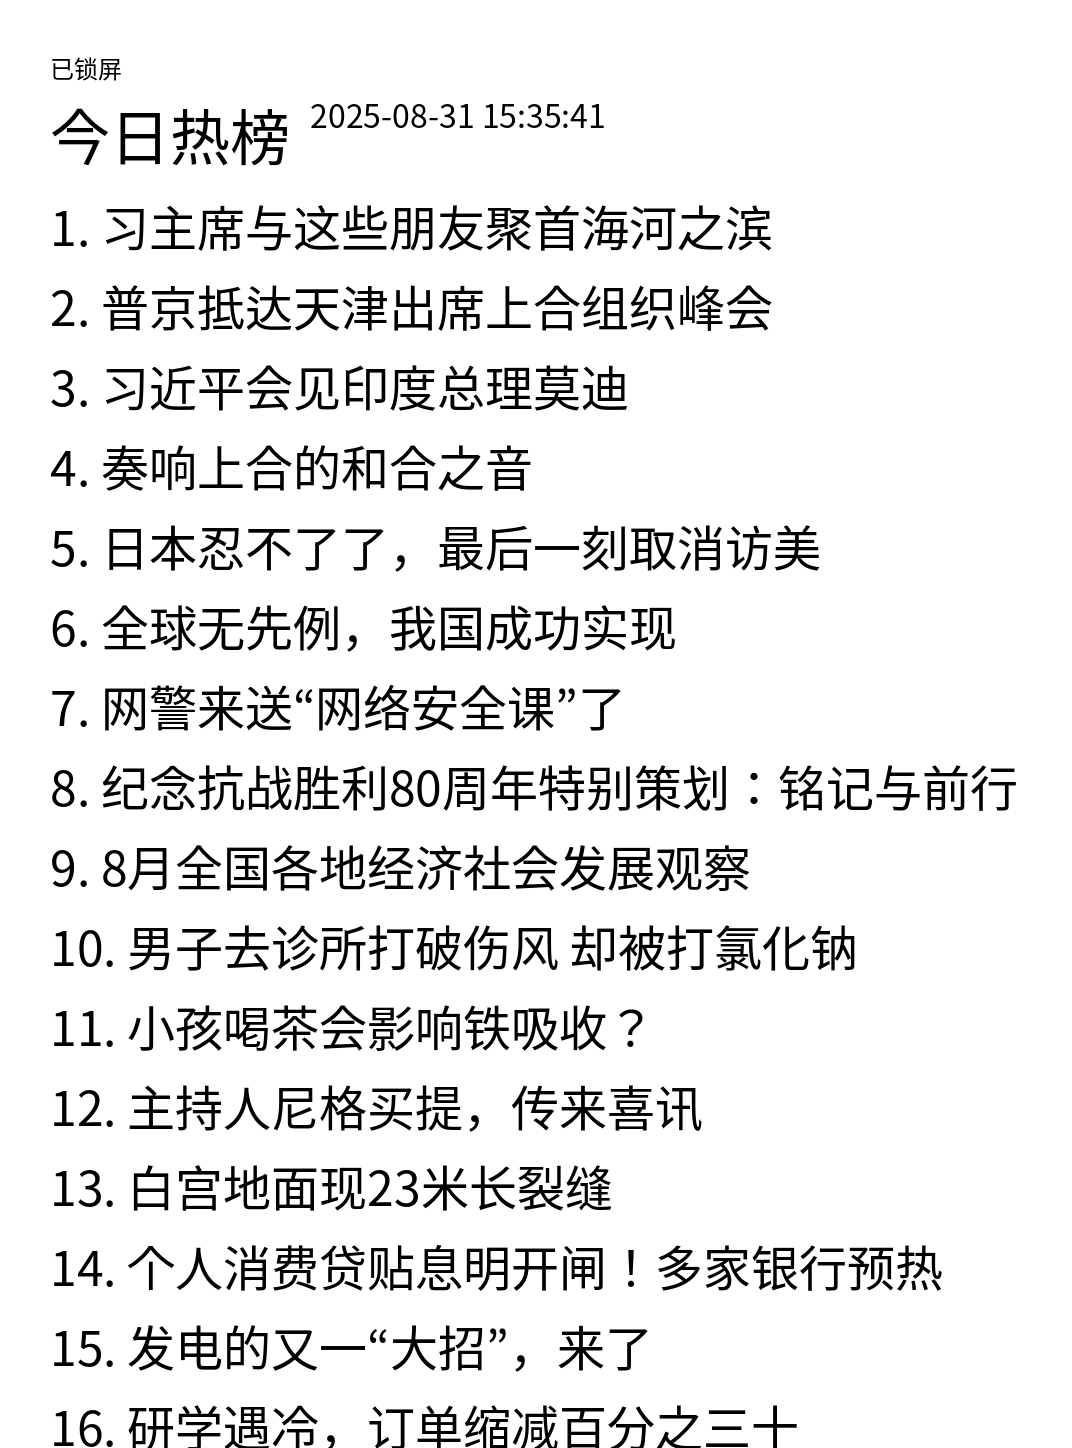 已锁屏
今日热榜 2025-08-31 15:35:41
1. 习主席与这些朋友聚首海河之滨
2. 普京抵达天津出席上合组织峰会
3. 习近平会见印度总理莫迪
4. 奏响上合的和合之音
5. 日本忍不了了，最后一刻取消访美
6. 全球无先例，我国成功实现
7. 网警来送“网络安全课”了
8. 纪念抗战胜利80周年特别策划：铭记与前行
9. 8月全国各地经济社会发展观察
10. 男子去诊所打破伤风 却被打氯化钠
11. 小孩喝茶会影响铁吸收？
12. 主持人尼格买提，传来喜讯
13. 白宫地面现23米长裂缝
14. 个人消费贷贴息明开闸！多家银行预热
15. 发电的又一“大招”，来了
16. 研学遇冷，订单缩减百分之三十